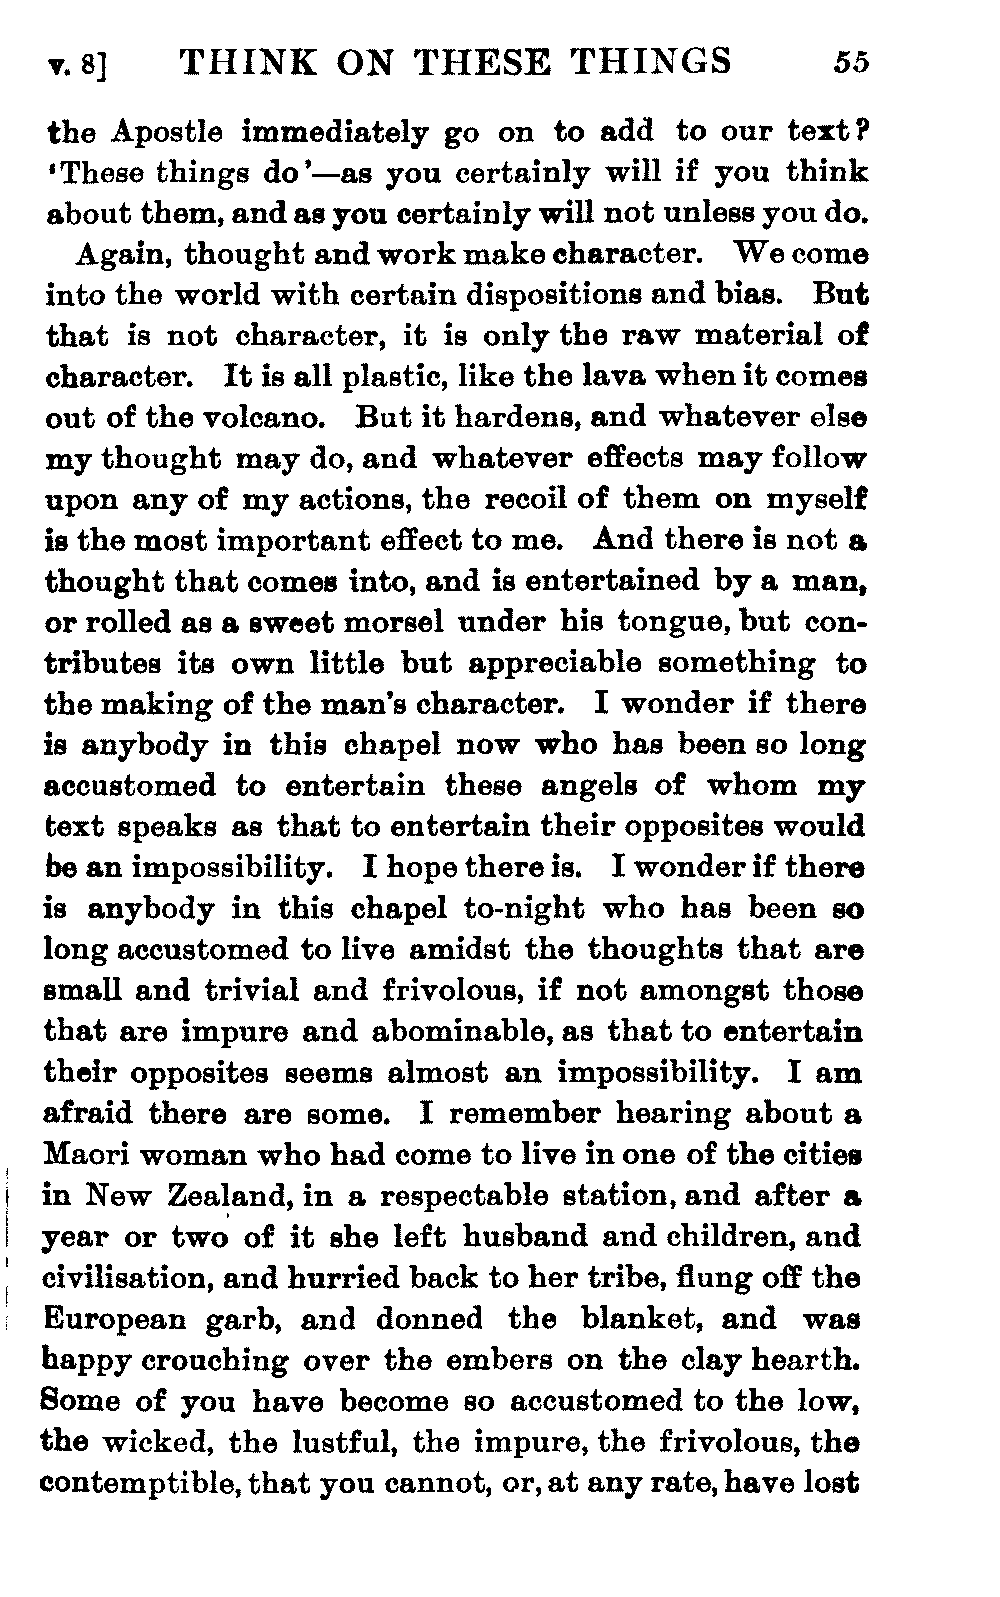 v. 8] THINK ON THESE THINGS 55
the Apostle immediately go on to add to our text?
‘These things do’—as you certainly will if you think
about them, and as you certainly will not unless you do.
Again, thought and work make character. We come
into the world with certain dispositions and bias. But
that is not character, it is only the raw material of
character. It is all plastic, like the lava when it comes
out of the volcano. But it hardens, and whatever else
my thought may do, and whatever effects may follow
upon any of my actions, the recoil of them on myself
is the most important effect to me. And there is not a
thought that comes into, and is entertained by a man,
or rolled as a sweet morsel under his tongue, but con-
tributes its own little but appreciable something to
the making of the man's character. I wonder if there
is anybody in this chapel now who has been so long
accustomed to entertain these angels of whom my
text speaks as that to entertain their opposites would
be an impossibility. I hope there is. I wonder if there
is anybody in this chapel to-night who has been so
long accustomed to live amidst the thoughts that are
small and trivial and frivolous, if not amongst those
that are impure and abominable, as that to entertain
their opposites seems almost an impossibility. I am
afraid there are some. I remember hearing about a
Maori woman who had come to live in one of the cities
in New Zealand, in a respectable station, and after a
year or two of it she left husband and children, and
civilisation, and hurried back to her tribe, flung off the
European garb, and donned the blanket, and was
happy crouching over the embers on the clay hearth.
Some of you have become so accustomed to the low,
the wicked, the lustful, the impure, the frivolous, the
contemptible, that you cannot, or, at any rate, have lost